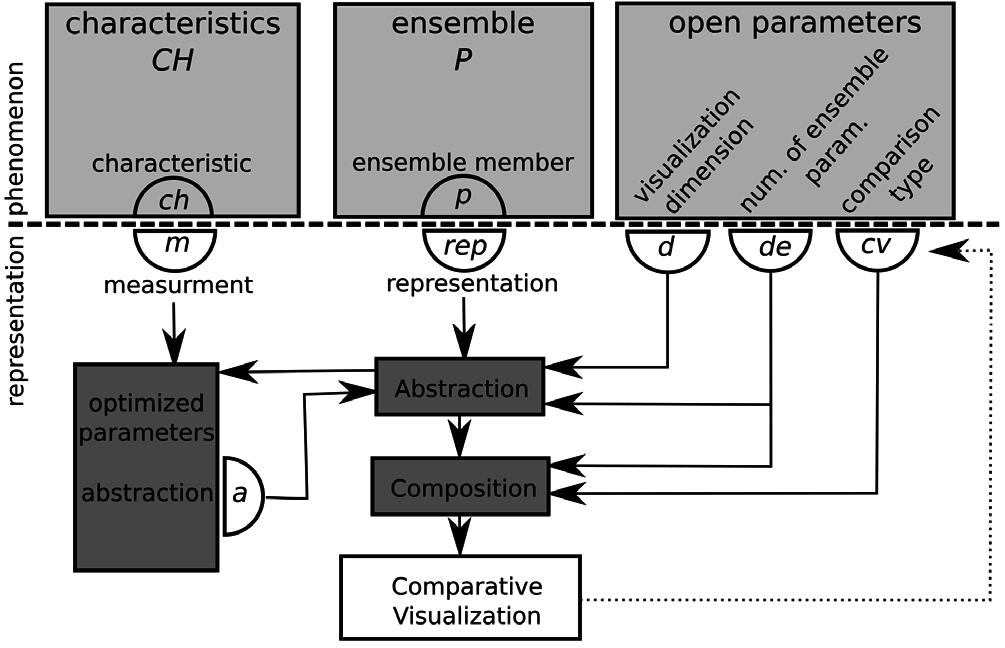 characteristics
CH
characteristic
ch
ensemble
P
ensemble member
p
open parameters
visualization
dimension
num. of ensemble
param.
comparison
type
phenomenon
representation
m
measurment
rep
representation
d
de
cv
optimized
parameters
abstraction
a
Abstraction
Composition
Comparative
Visualization